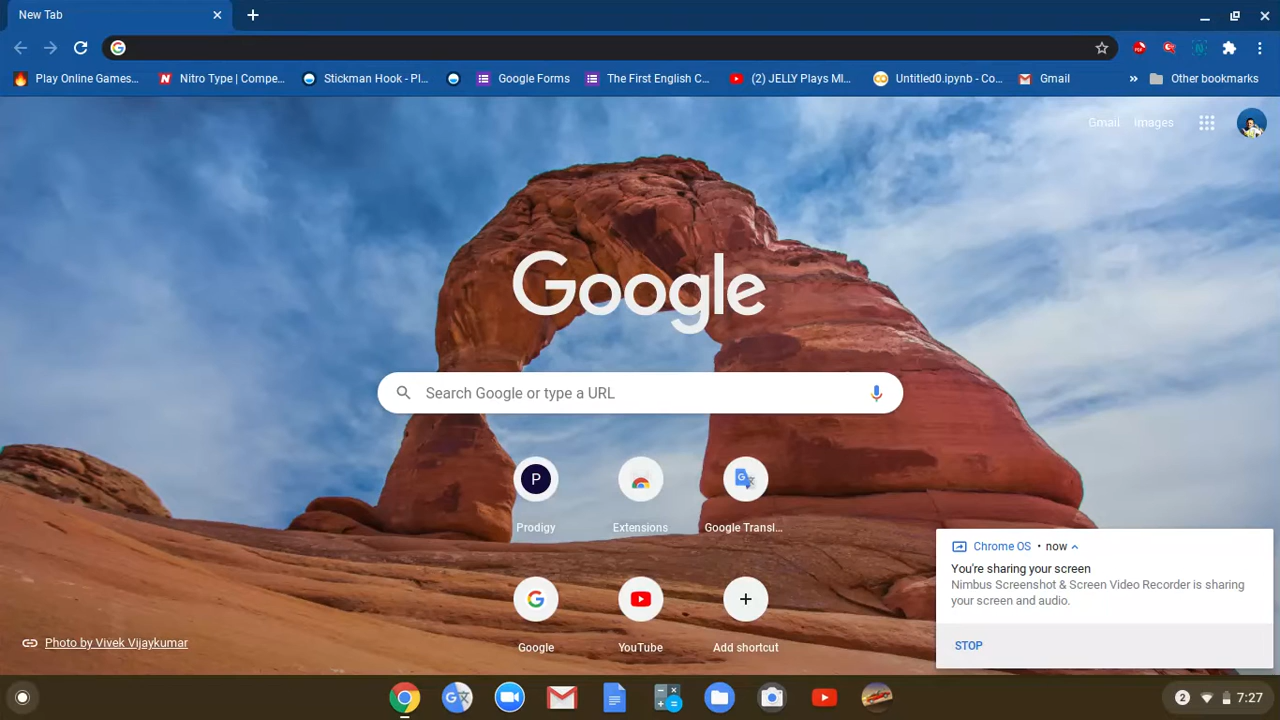 New Tab
Play Online Games...
Nitro Type | Compe...
Stickman Hook - Pl...
Google Forms
The First English C...
(2) JELLY Plays MI...
Untitled0.ipynb - Co...
Gmail
Other bookmarks
Gmail
Images
Google
Search Google or type a URL
P
Prodigy
Extensions
Google Transl...
Google
YouTube
Add shortcut
Photo by Vivek Vijaykumar
Chrome OS • now
You're sharing your screen
Nimbus Screenshot & Screen Video Recorder is sharing
your screen and audio.
STOP
2
7:27